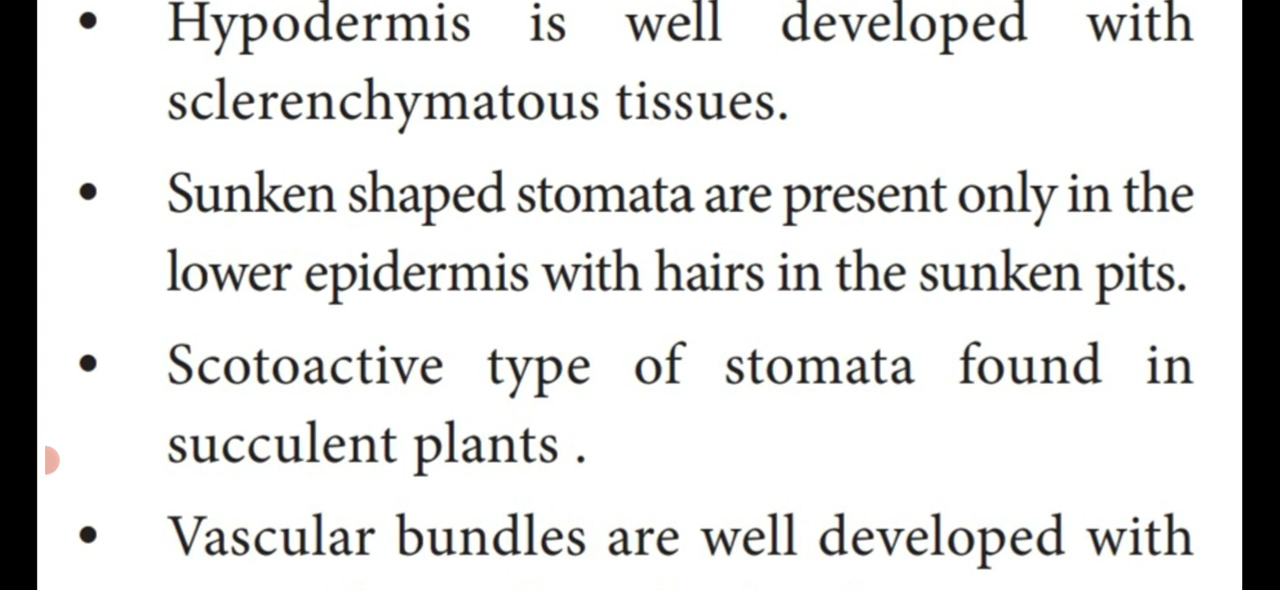 • Hypodermis is well developed with
sclerenchymatous tissues.
• Sunken shaped stomata are present only in the
lower epidermis with hairs in the sunken pits.
• Scotoactive type of stomata found in
succulent plants .
• Vascular bundles are well developed with